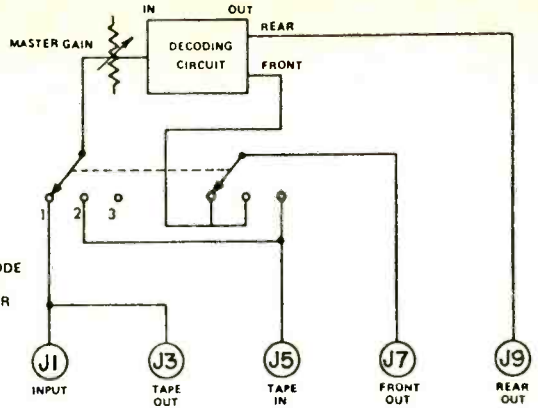 IN OUT
REAR
MASTER GAIN
DECODING
CIRCUIT
FRONT
1 2 3
ODE
R
J1 J3 J5 J7 J9
INPUT
TAPE
OUT
TAPE
IN
FRONT
OUT
REAR
OUT